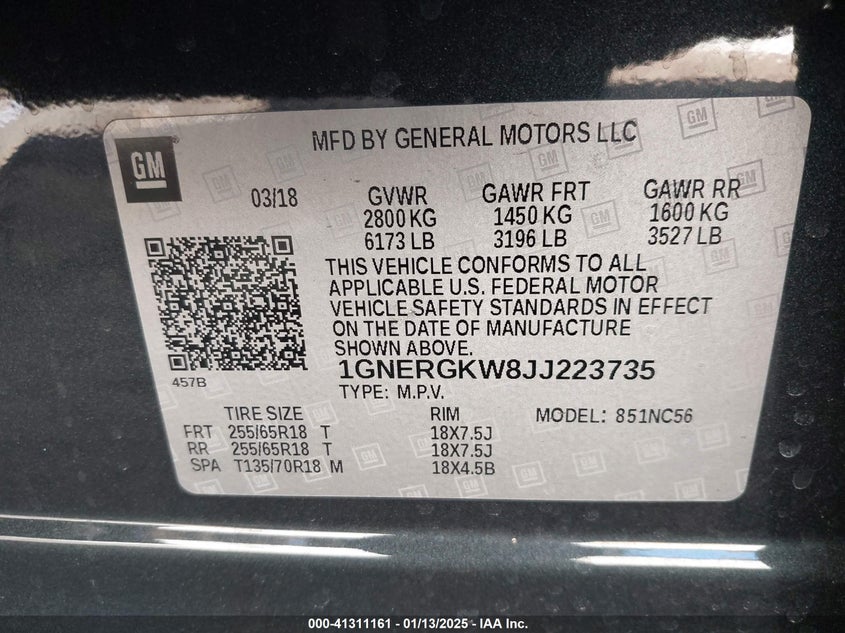 GM
MFD BY GENERAL MOTORS LLC
03/18 GVWR GAWR FRT GAWR RR
2800 KG 1450 KG 1600 KG
6173 LB 3196 LB 3527 LB
THIS VEHICLE CONFORMS TO ALL
APPLICABLE U.S. FEDERAL MOTOR
VEHICLE SAFETY STANDARDS IN EFFECT
ON THE DATE OF MANUFACTURE
SHOWN ABOVE.
457B
1GNERGKW8JJ223735
TYPE: M.P.V.
TIRE SIZE RIM MODEL: 851NC56
FRT 255/65R18 T 18X7.5J
RR 255/65R18 T 18X7.5J
SPA T135/70R18 M 18X4.5B
000-41311161 - 01/13/2025 - IAA Inc.